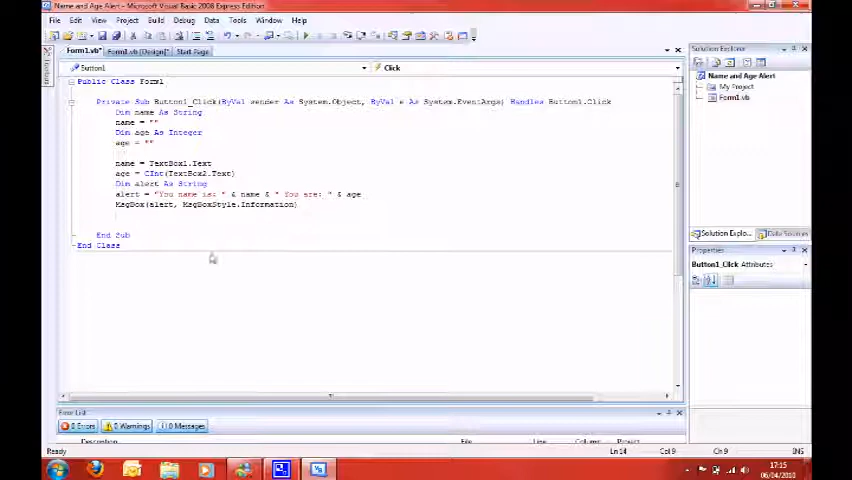 Name and Age Alert - Microsoft Visual Basic 2008 Express Edition
File Edit View Project Build Debug Data Tools Window Help
Form1.vb* Form1.vb [Design]* Start Page
Solution Explorer
Button1 Click
Name and Age Alert
My Project
Form1.vb
Toolbox
Public Class Form1
Private Sub Button1_Click(ByVal sender As System.Object, ByVal e As System.EventArgs) Handles Button1.Click
Dim name As String
name = ""
Dim age As Integer
age = ""
name = TextBox1.Text
age = CInt(TextBox2.Text)
Dim alert As String
alert = "You name is: " & name & " You are: " & age
MsgBox(alert, MsgBoxStyle.Information)
End Sub
End Class
Solution Explo... Data Sources
Properties
Button1_Click Attributes
Error List
0 Errors 0 Warnings 0 Messages
Description File Line Column Project
Ready Ln 14 Col 9 Ch 9 INS
17:15
06/04/2010